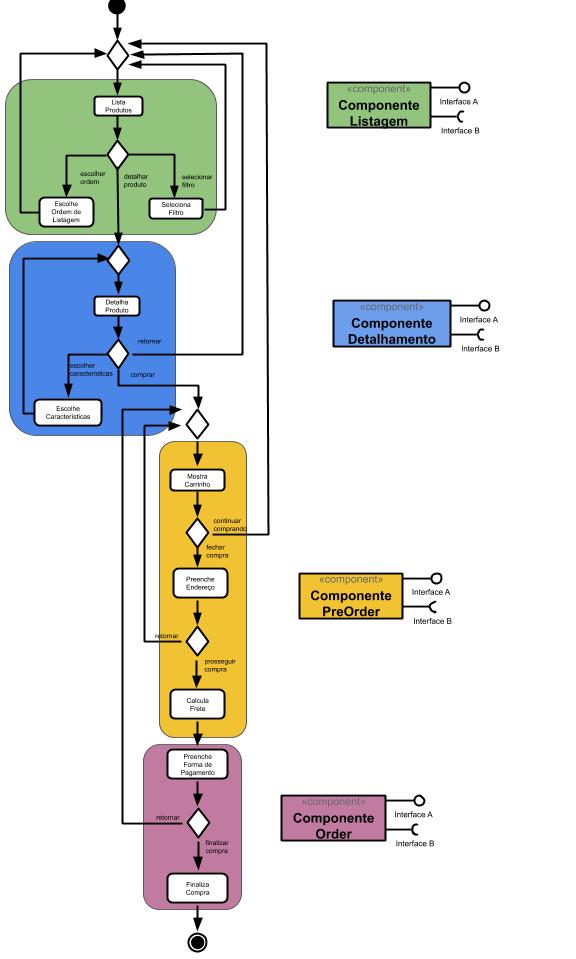 Lista
Produtos
escolher
ordem
detalhar
produto
selecionar
filtro
Escolhe
Ordem de
Listagem
Seleciona
Filtro
«component»
Componente
Listagem
Interface A
Interface B
Detalha
Produto
retornar
escolher
características
comprar
Escolhe
Características
«component»
Componente
Detalhamento
Interface A
Interface B
Mostra
Carrinho
continuar
comprando
fechar
compra
Preenche
Endereço
retornar
prosseguir
compra
Calcula
Frete
«component»
Componente
PreOrder
Interface A
Interface B
Preenche
Forma de
Pagamento
retornar
finalizar
compra
Finaliza
Compra
«component»
Componente
Order
Interface A
Interface B